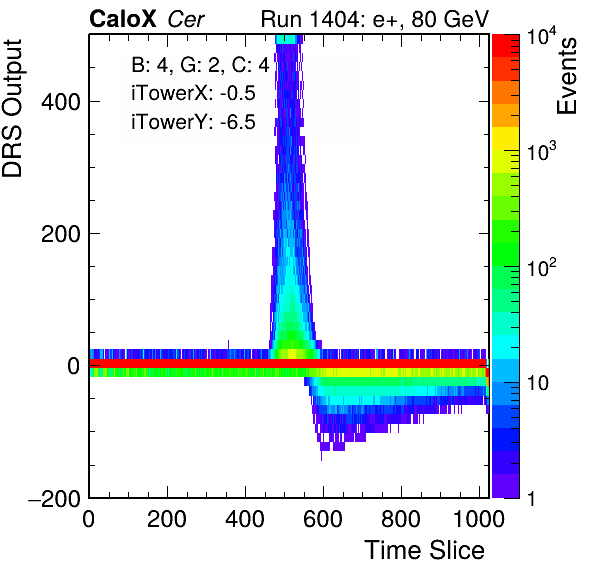 CaloX Cer Run 1404: e+, 80 GeV
B: 4, G: 2, C: 4
iTowerX: -0.5
iTowerY: -6.5
DRS Output
400
200
0
−200
0 200 400 600 800 1000
Time Slice
Events
10^4
10^3
10^2
10
1